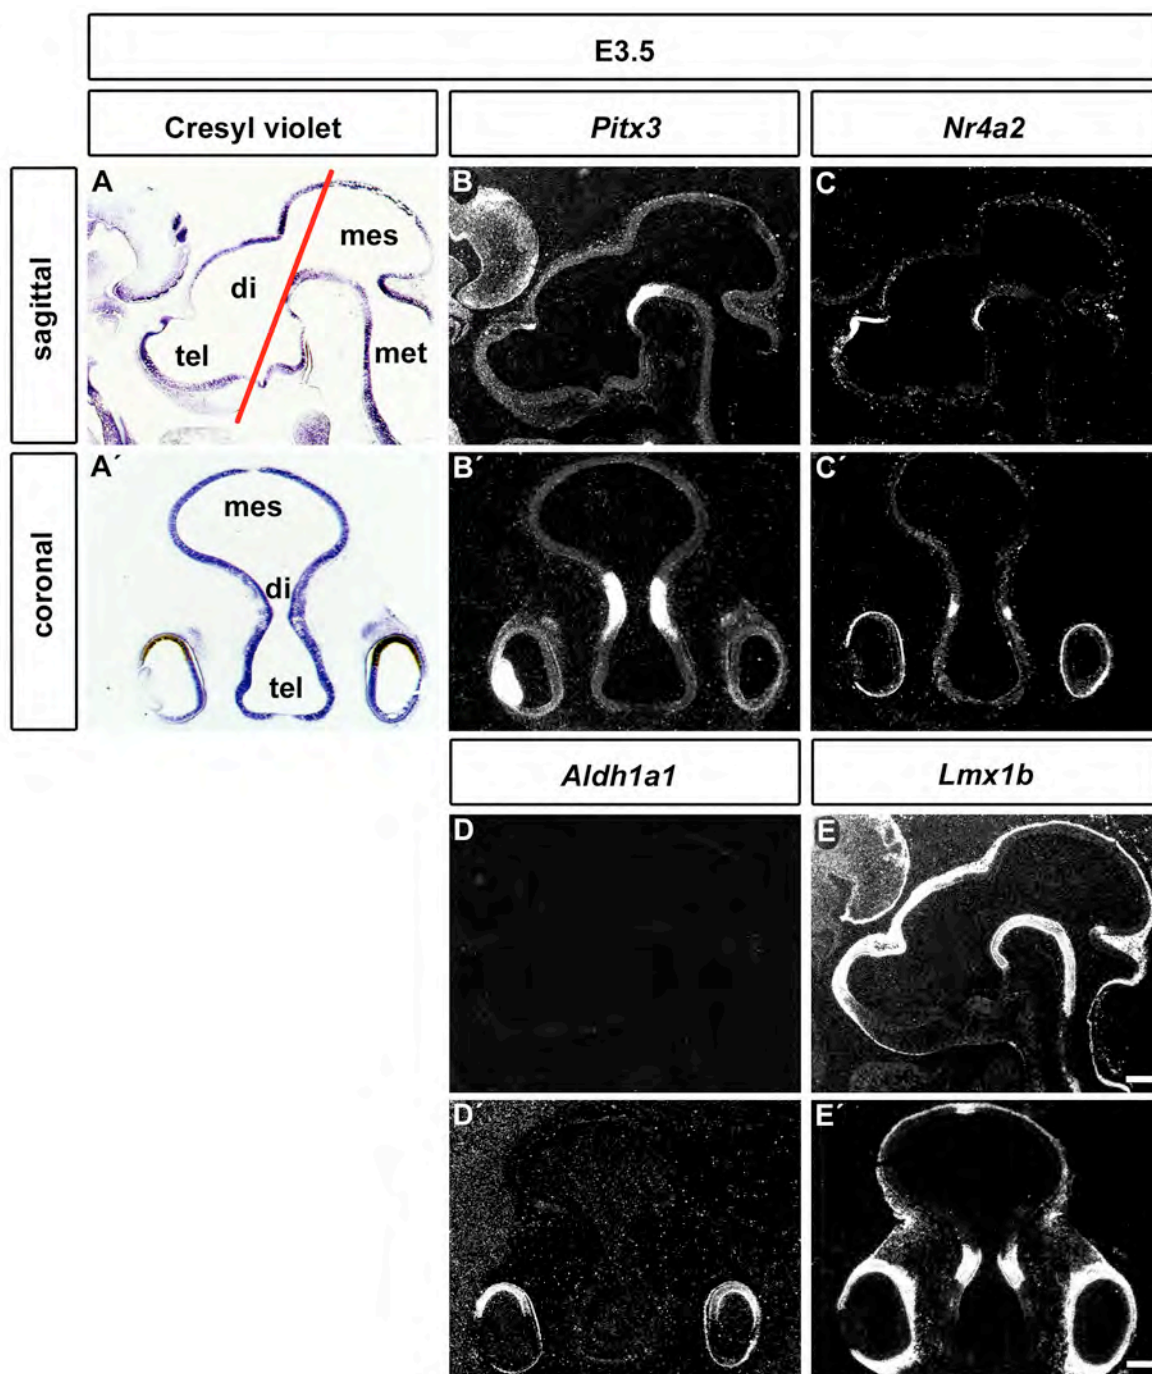 E3.5
Cresyl violet
Pitx3
Nr4a2
sagittal
A
mes
di
tel
met
B
C
coronal
A´
mes
di
tel
B´
C´
Aldh1a1
Lmx1b
D
E
D´
E´